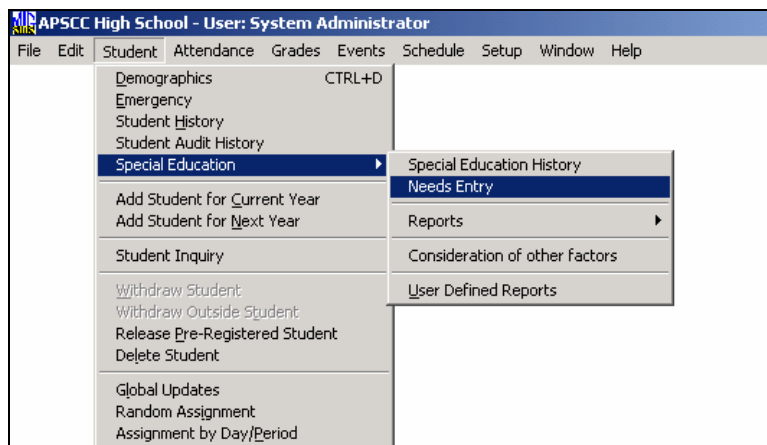 APSCC High School - User: System Administrator
File Edit Student Attendance Grades Events Schedule Setup Window Help
Demographics CTRL+D
Emergency
Student History
Student Audit History
Special Education
Add Student for Current Year
Add Student for Next Year
Student Inquiry
Withdraw Student
Withdraw Outside Student
Release Pre-Registered Student
Delete Student
Global Updates
Random Assignment
Assignment by Day/Period
Special Education History
Needs Entry
Reports
Consideration of other factors
User Defined Reports